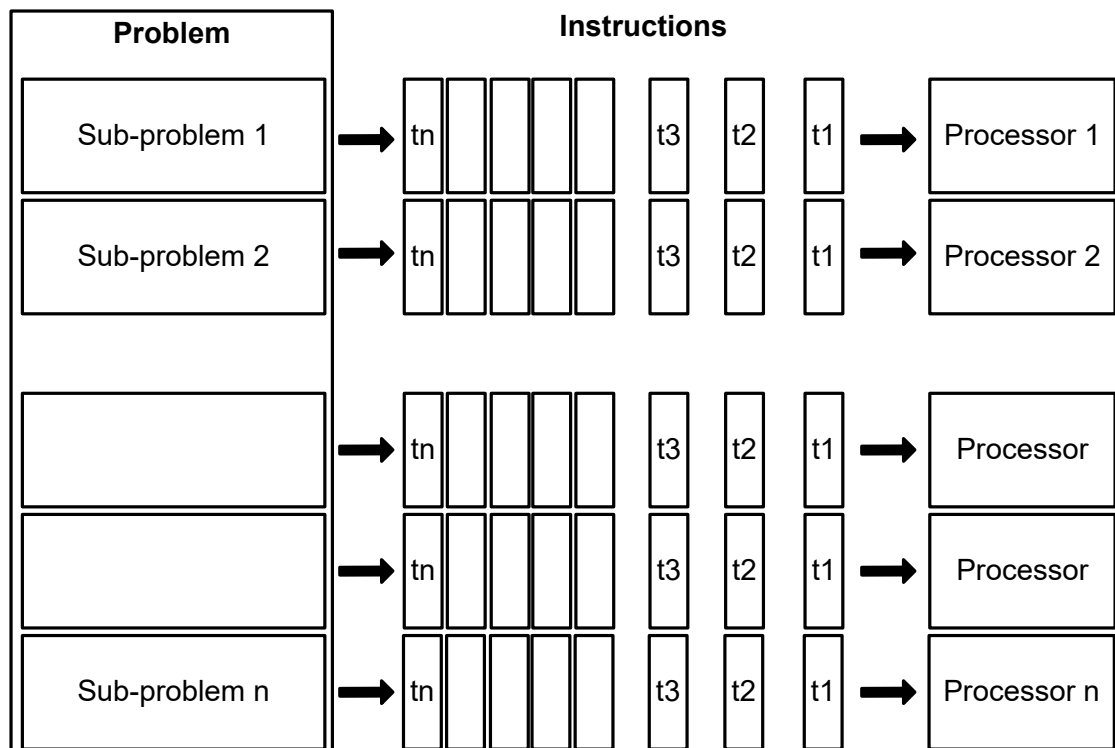 Problem Instructions
Sub-problem 1 tn t3 t2 t1 Processor 1
Sub-problem 2 tn t3 t2 t1 Processor 2
tn t3 t2 t1 Processor
tn t3 t2 t1 Processor
Sub-problem n tn t3 t2 t1 Processor n